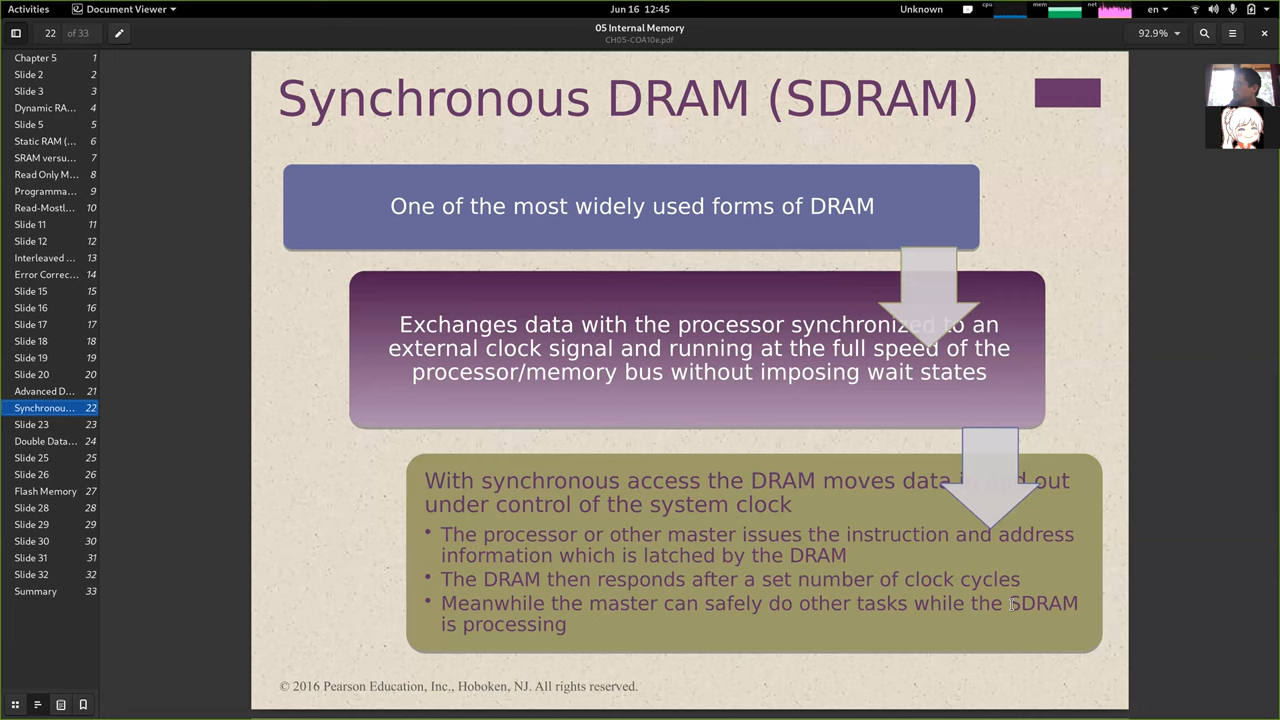 Activities
Document Viewer
Jun 16 12:45
Unknown
cpu
mem
net
en
22 of 33
05 Internal Memory
CH05-COA10e.pdf
92.9%
Chapter 5 1
Slide 2 2
Slide 3 3
Dynamic RA... 4
Slide 5 5
Static RAM (... 6
SRAM versu... 7
Read Only M... 8
Programma... 9
Read-Mostl... 10
Slide 11 11
Slide 12 12
Interleaved ... 13
Error Correc... 14
Slide 15 15
Slide 16 16
Slide 17 17
Slide 18 18
Slide 19 19
Slide 20 20
Advanced D... 21
Synchronou... 22
Slide 23 23
Double Data... 24
Slide 25 25
Slide 26 26
Flash Memory 27
Slide 28 28
Slide 29 29
Slide 30 30
Slide 31 31
Slide 32 32
Summary 33
Synchronous DRAM (SDRAM)
One of the most widely used forms of DRAM
Exchanges data with the processor synchronized to an
external clock signal and running at the full speed of the
processor/memory bus without imposing wait states
With synchronous access the DRAM moves data in and out
under control of the system clock
• The processor or other master issues the instruction and address
information which is latched by the DRAM
• The DRAM then responds after a set number of clock cycles
• Meanwhile the master can safely do other tasks while the SDRAM
is processing
© 2016 Pearson Education, Inc., Hoboken, NJ. All rights reserved.